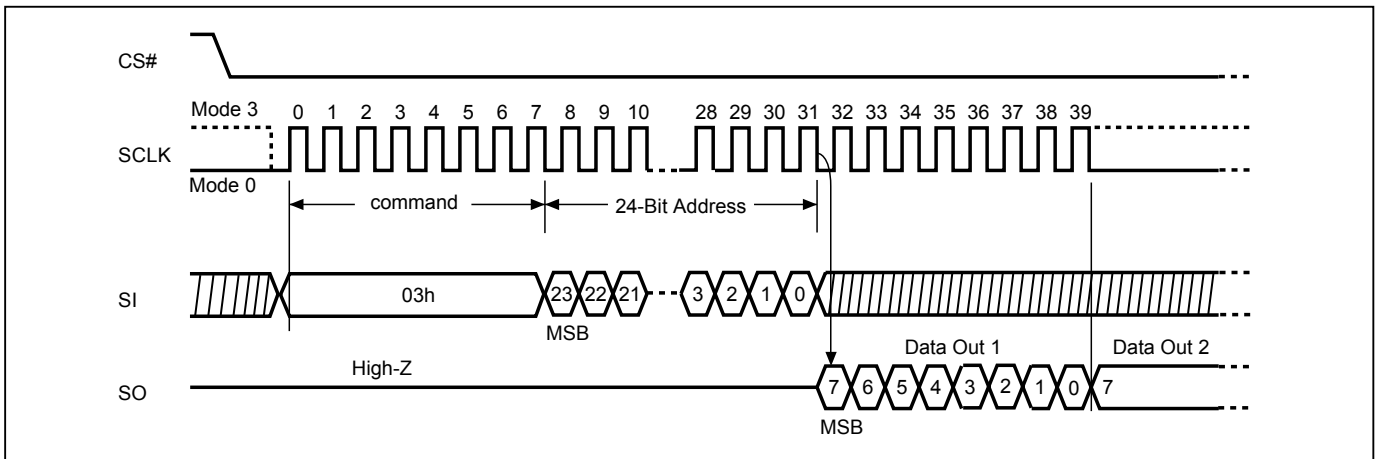 CS#
Mode 3
0 1 2 3 4 5 6 7 8 9 10 28 29 30 31 32 33 34 35 36 37 38 39
SCLK
Mode 0
command
24-Bit Address
SI
03h
23 22 21 3 2 1 0
MSB
Data Out 1
Data Out 2
High-Z
SO
7 6 5 4 3 2 1 0 7
MSB